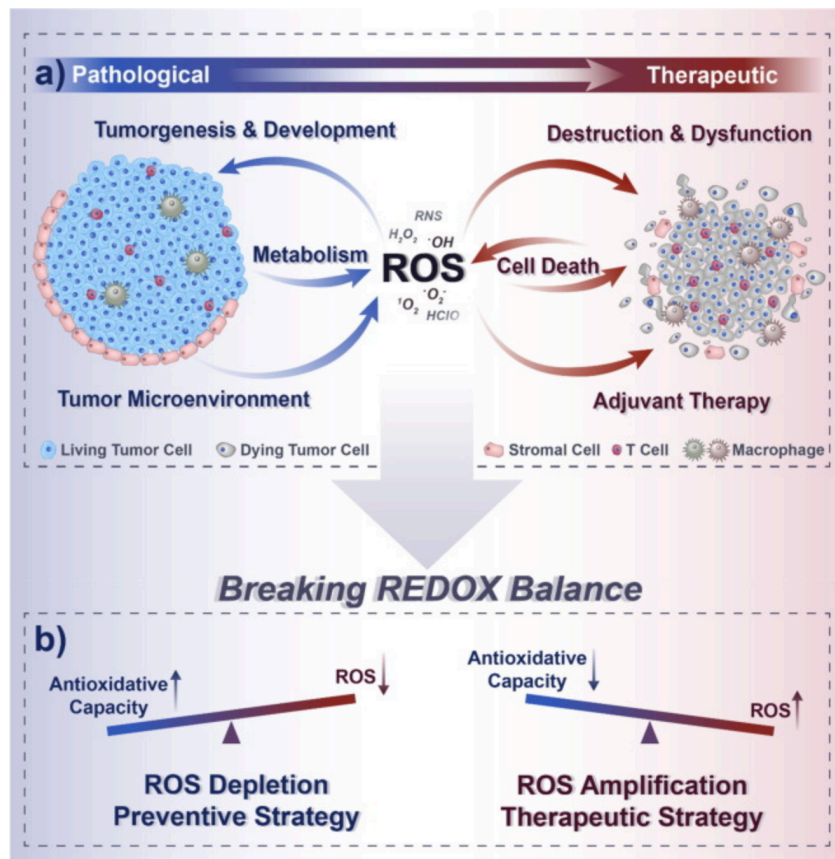 a) Pathological
Therapeutic
Tumorgenesis & Development
Destruction & Dysfunction
RNS
H₂O₂ ·OH
Metabolism
ROS
Cell Death
¹O₂ ·O₂⁻
HClO
Tumor Microenvironment
Adjuvant Therapy
Living Tumor Cell
Dying Tumor Cell
Stromal Cell
T Cell
Macrophage
Breaking REDOX Balance
b)
Antioxidative
Capacity
ROS
ROS Depletion
Preventive Strategy
Antioxidative
Capacity
ROS
ROS Amplification
Therapeutic Strategy